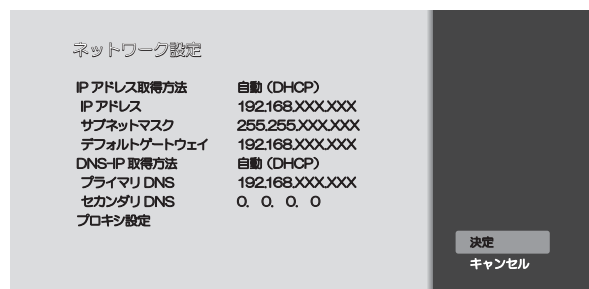 ネットワーク設定
IPアドレス取得方法 自動（DHCP）
IPアドレス 192.168.XXX.XXX
サブネットマスク 255.255.XXX.XXX
デフォルトゲートウェイ 192.168.XXX.XXX
DNS-IP取得方法 自動（DHCP）
プライマリDNS 192.168.XXX.XXX
セカンダリDNS 0. 0. 0. 0
プロキシ設定
決定
キャンセル